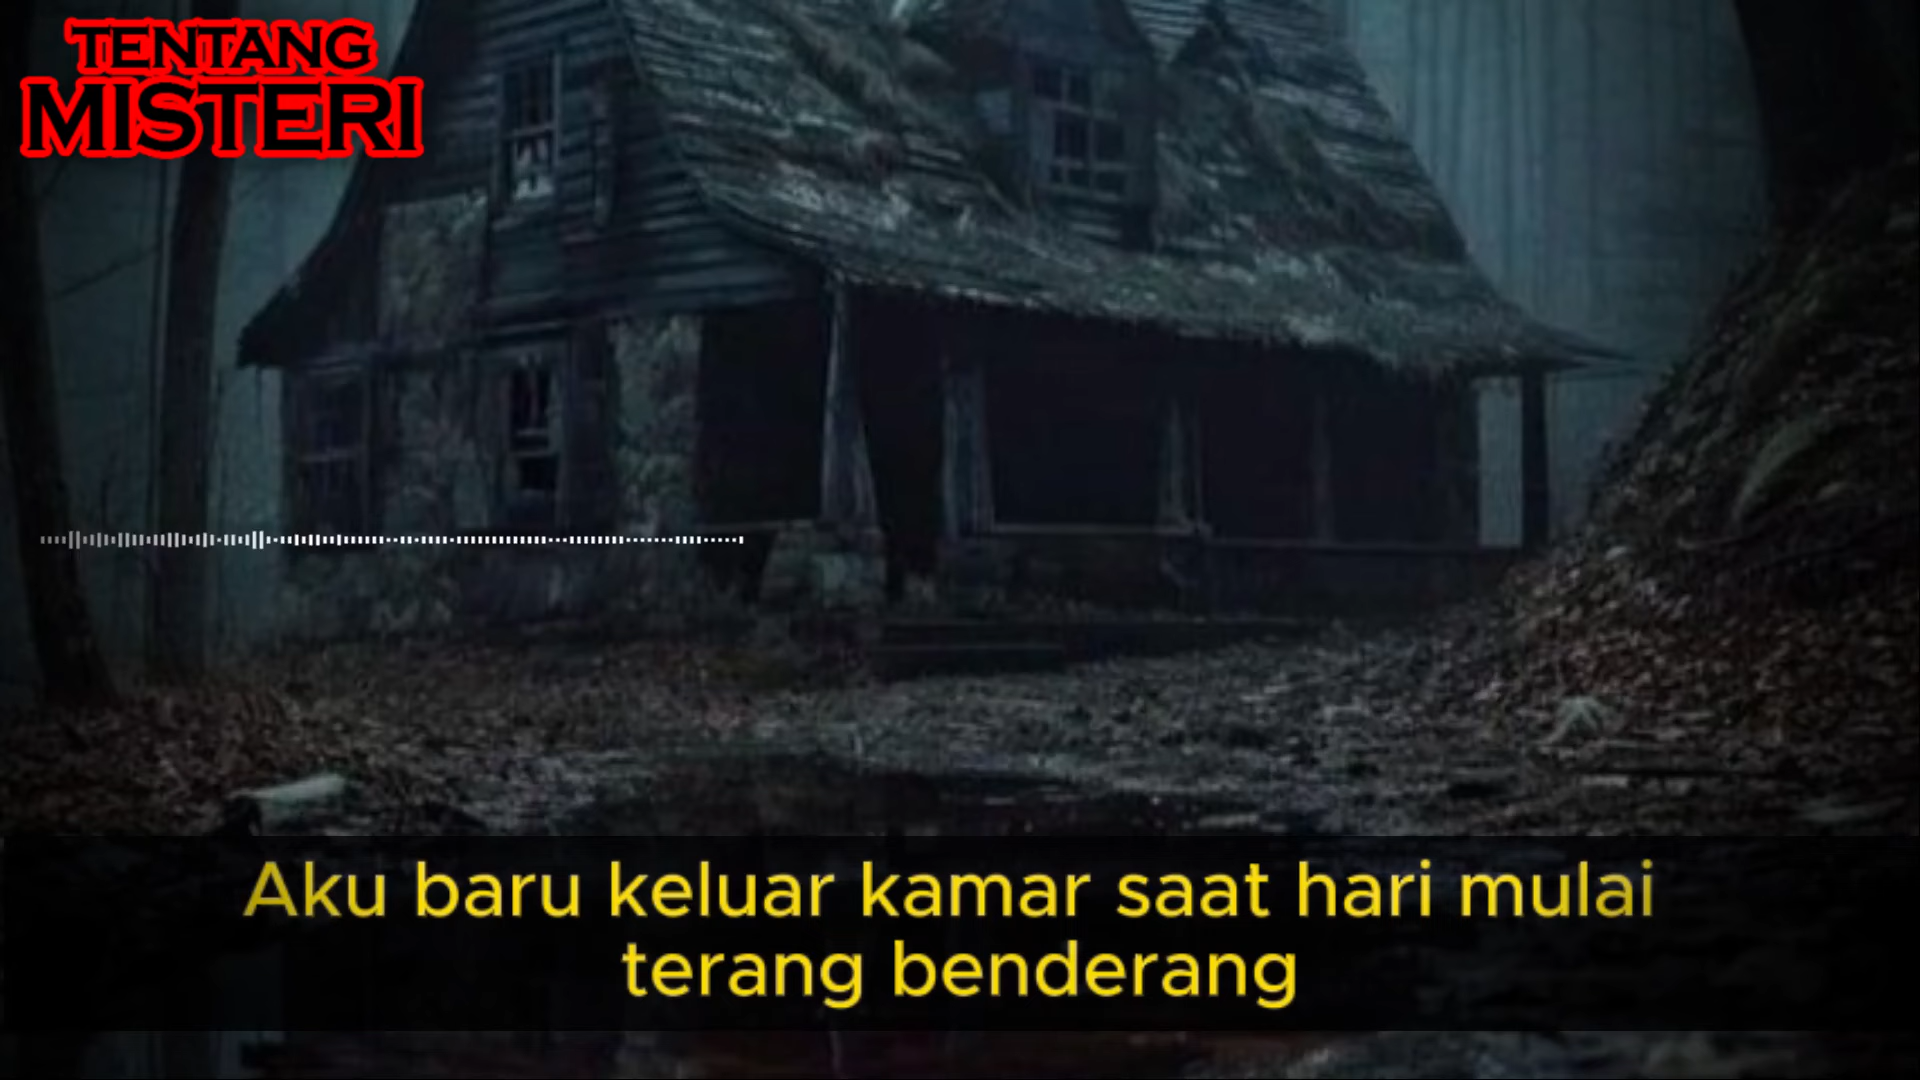 TENTANG
MISTERI
Aku baru keluar kamar saat hari mulai
terang benderang